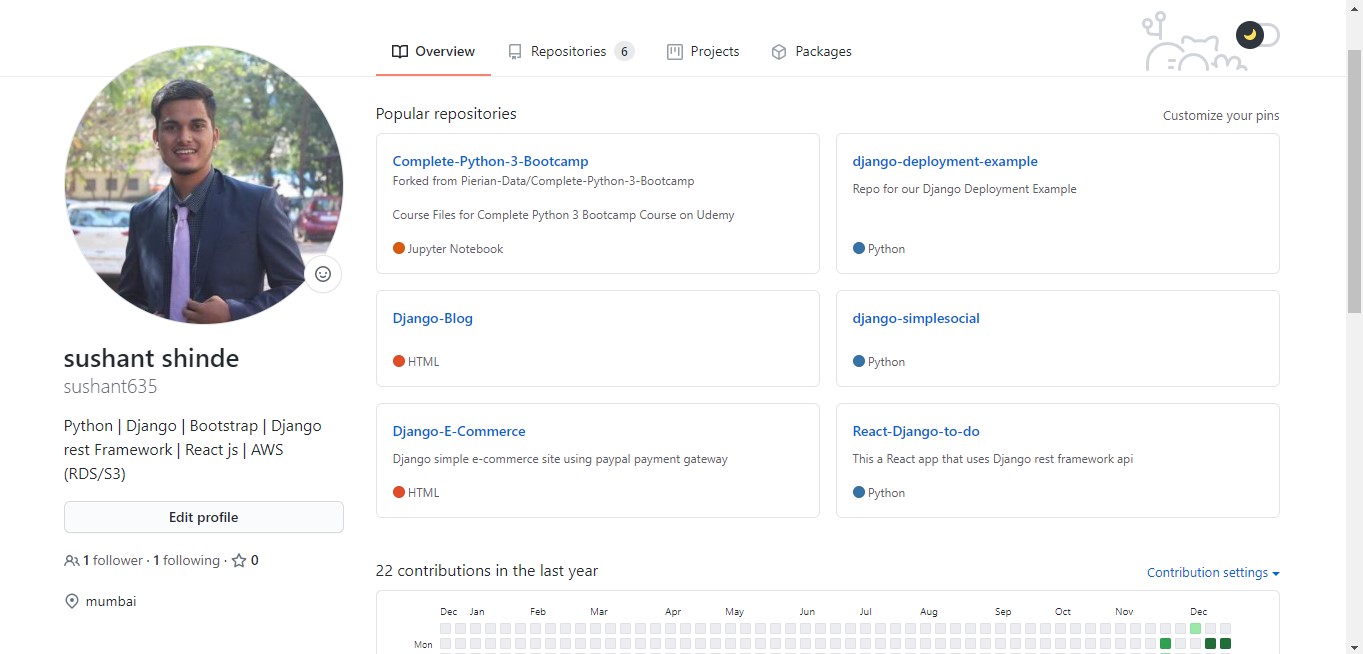 Overview
Repositories 6
Projects
Packages
Popular repositories
Customize your pins
Complete-Python-3-Bootcamp
Forked from Pierian-Data/Complete-Python-3-Bootcamp
Course Files for Complete Python 3 Bootcamp Course on Udemy
Jupyter Notebook
django-deployment-example
Repo for our Django Deployment Example
Python
Django-Blog
HTML
django-simplesocial
Python
Django-E-Commerce
Django simple e-commerce site using paypal payment gateway
HTML
React-Django-to-do
This a React app that uses Django rest framework api
Python
sushant shinde
sushant635
Python | Django | Bootstrap | Django
rest Framework | React js | AWS
(RDS/S3)
Edit profile
1 follower · 1 following · 0
mumbai
22 contributions in the last year
Contribution settings
Dec Jan Feb Mar Apr May Jun Jul Aug Sep Oct Nov Dec
Mon